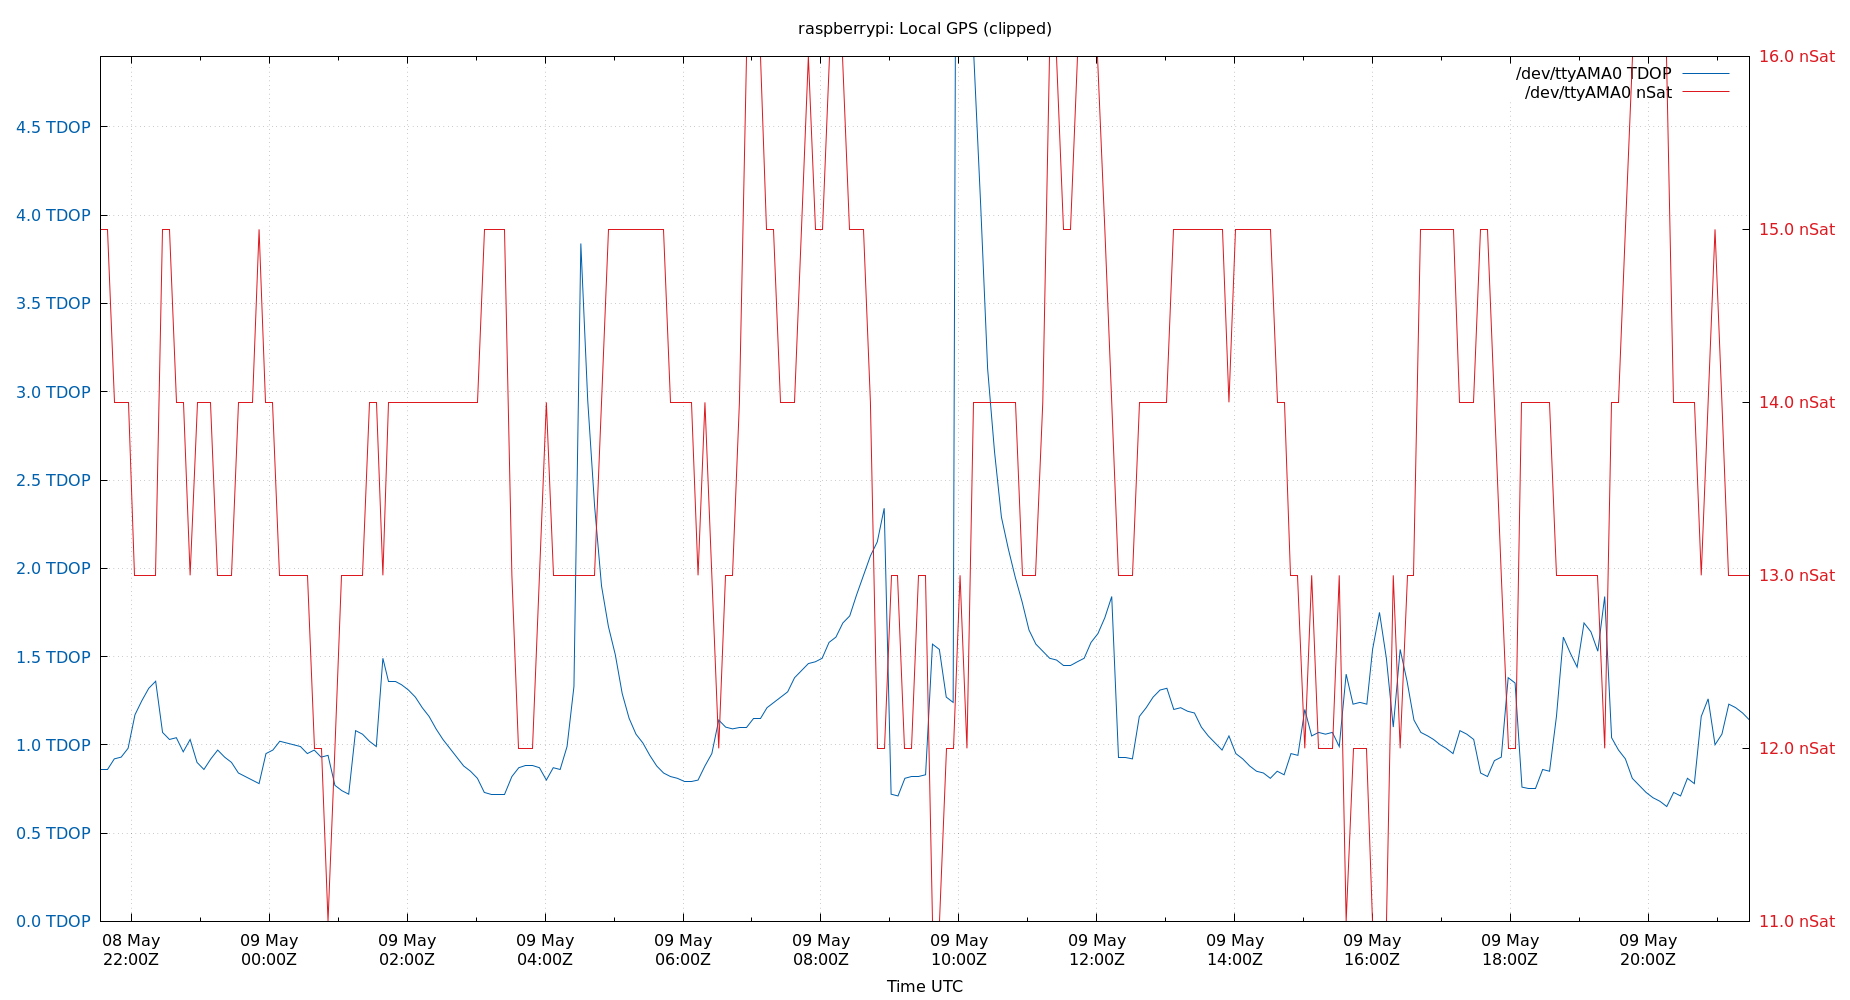 raspberrypi: Local GPS (clipped)
/dev/ttyAMA0 TDOP
/dev/ttyAMA0 nSat
4.5 TDOP
4.0 TDOP
3.5 TDOP
3.0 TDOP
2.5 TDOP
2.0 TDOP
1.5 TDOP
1.0 TDOP
0.5 TDOP
0.0 TDOP
16.0 nSat
15.0 nSat
14.0 nSat
13.0 nSat
12.0 nSat
11.0 nSat
08 May 09 May 09 May 09 May 09 May 09 May 09 May 09 May 09 May 09 May 09 May 09 May
22:00Z 00:00Z 02:00Z 04:00Z 06:00Z 08:00Z 10:00Z 12:00Z 14:00Z 16:00Z 18:00Z 20:00Z
Time UTC